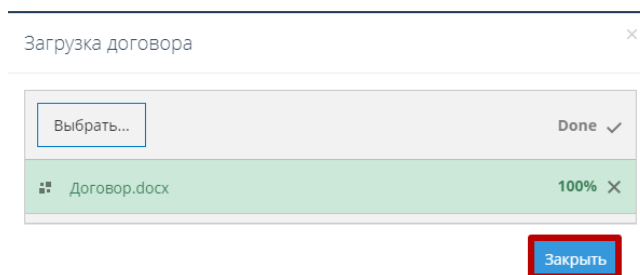 Загрузка договора
Выбрать...
Done
Договор.docx
100%
Закрыть